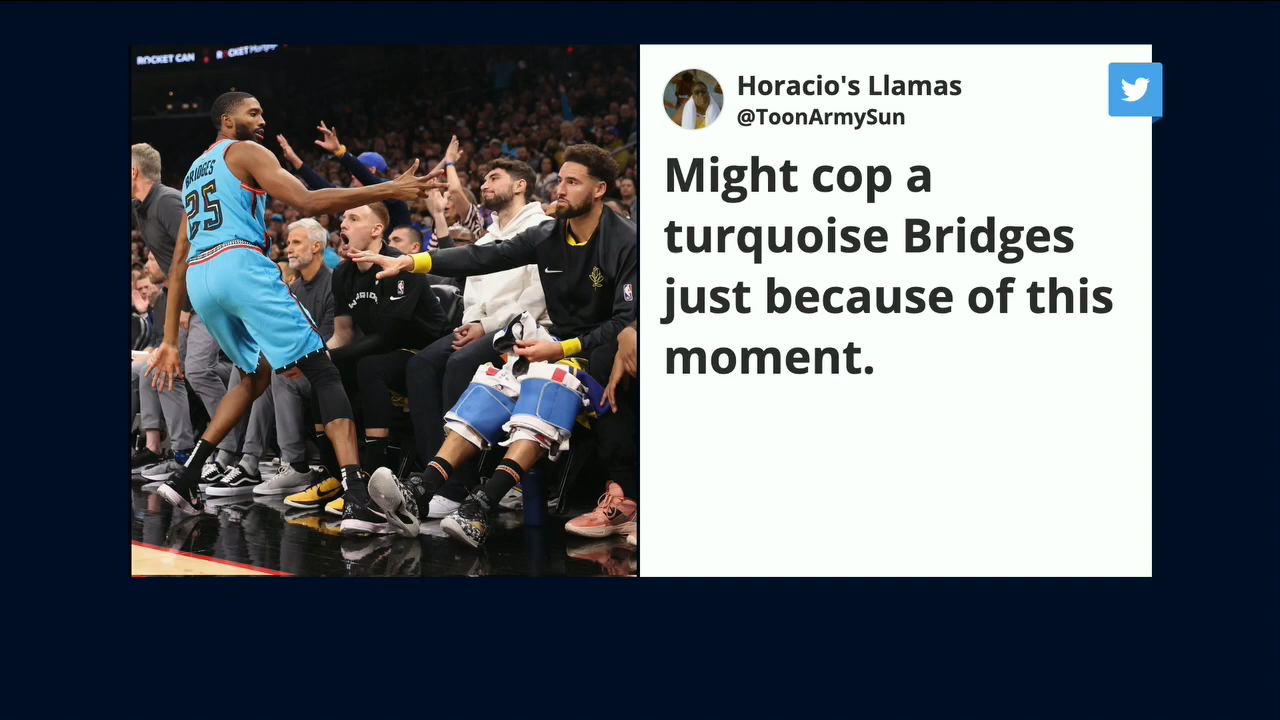 ROCKET CAN
BRIDGES
25
Horacio's Llamas
@ToonArmySun
Might cop a
turquoise Bridges
just because of this
moment.